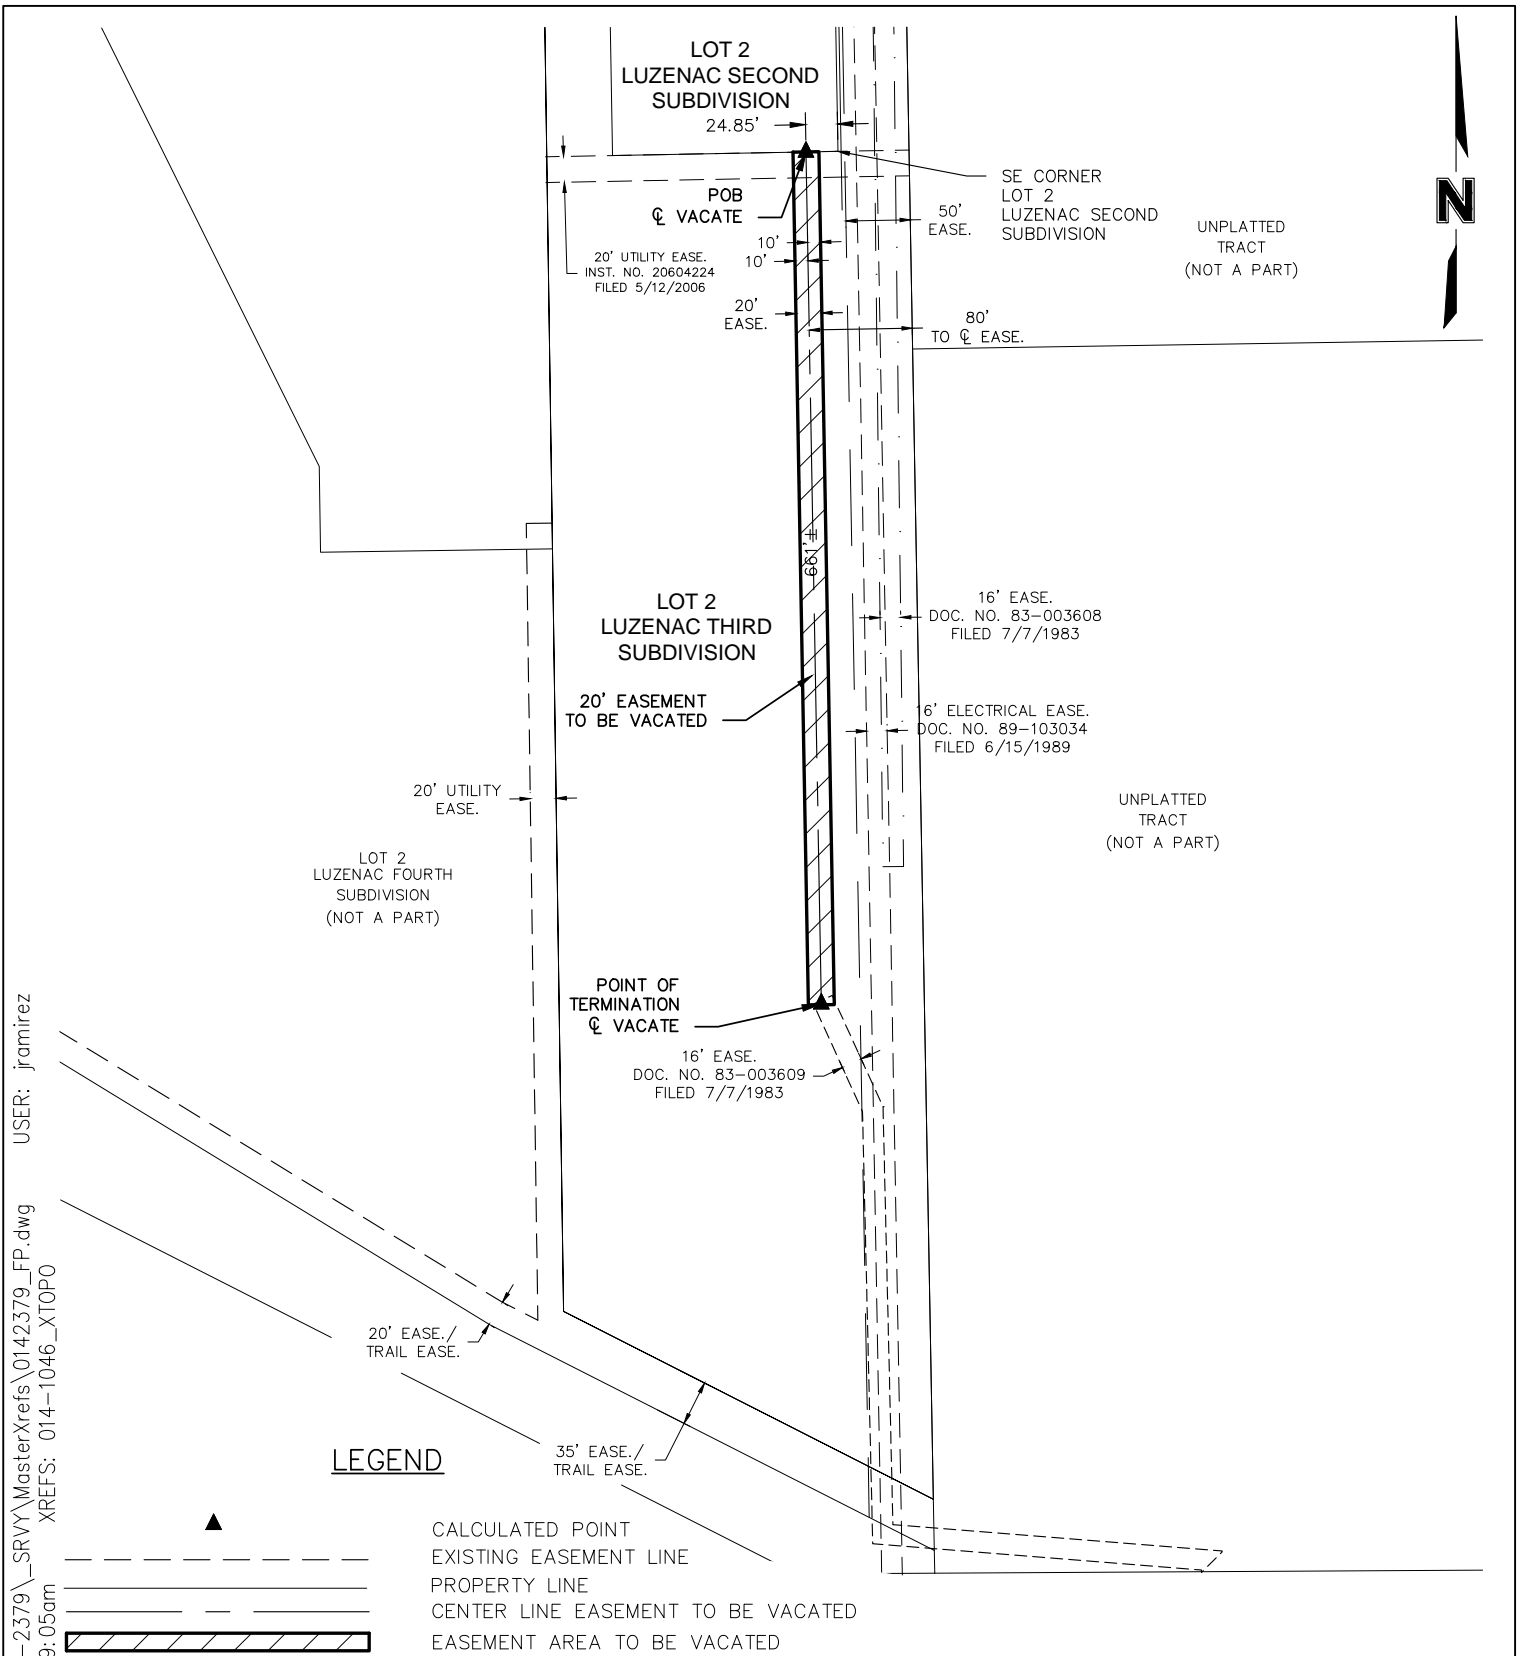 LOT 2
LUZENAC SECOND
SUBDIVISION
24.85'
SE CORNER
LOT 2
LUZENAC SECOND
SUBDIVISION
POB
℄ VACATE
50'
EASE.
N
UNPLATTED
TRACT
(NOT A PART)
10'
10'
20' UTILITY EASE.
INST. NO. 20604224
FILED 5/12/2006
20'
EASE.
80'
TO ℄ EASE.
661'±
LOT 2
LUZENAC THIRD
SUBDIVISION
16' EASE.
DOC. NO. 83-003608
FILED 7/7/1983
20' EASEMENT
TO BE VACATED
16' ELECTRICAL EASE.
DOC. NO. 89-103034
FILED 6/15/1989
20' UTILITY
EASE.
UNPLATTED
TRACT
(NOT A PART)
LOT 2
LUZENAC FOURTH
SUBDIVISION
(NOT A PART)
POINT OF
TERMINATION
℄ VACATE
16' EASE.
DOC. NO. 83-003609
FILED 7/7/1983
20' EASE./
TRAIL EASE.
35' EASE./
TRAIL EASE.
LEGEND
CALCULATED POINT
EXISTING EASEMENT LINE
PROPERTY LINE
CENTER LINE EASEMENT TO BE VACATED
EASEMENT AREA TO BE VACATED
-2379\_SRVY\MasterXrefs\0142379_FP.dwg USER: jramirez
9:05am XREFS: 014-1046_XTOPO